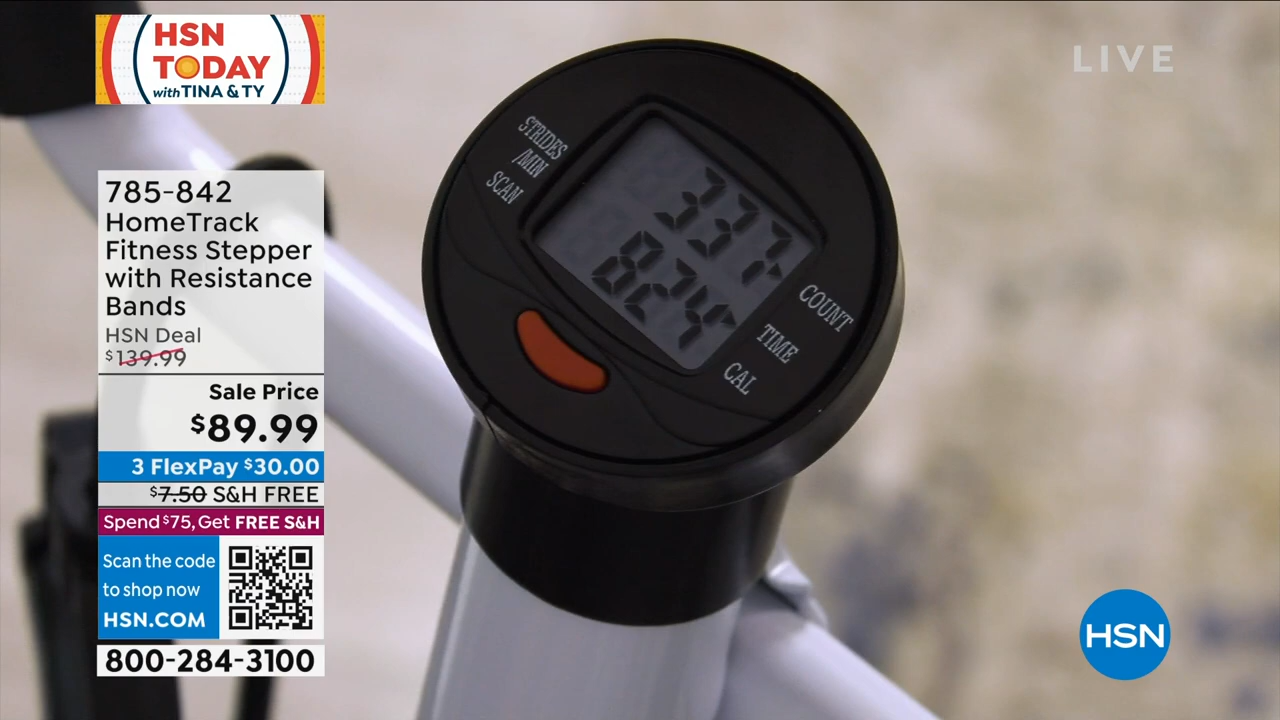 HSN
TODAY
with TINA & TY
LIVE
785-842
HomeTrack
Fitness Stepper
with Resistance
Bands
HSN Deal
$139.99
Sale Price
$89.99
3 FlexPay $30.00
$7.50 S&H FREE
Spend $75, Get FREE S&H
Scan the code
to shop now
HSN.COM
800-284-3100
STRIDES
/MIN
SCAN
337
824
COUNT
TIME
CAL
HSN